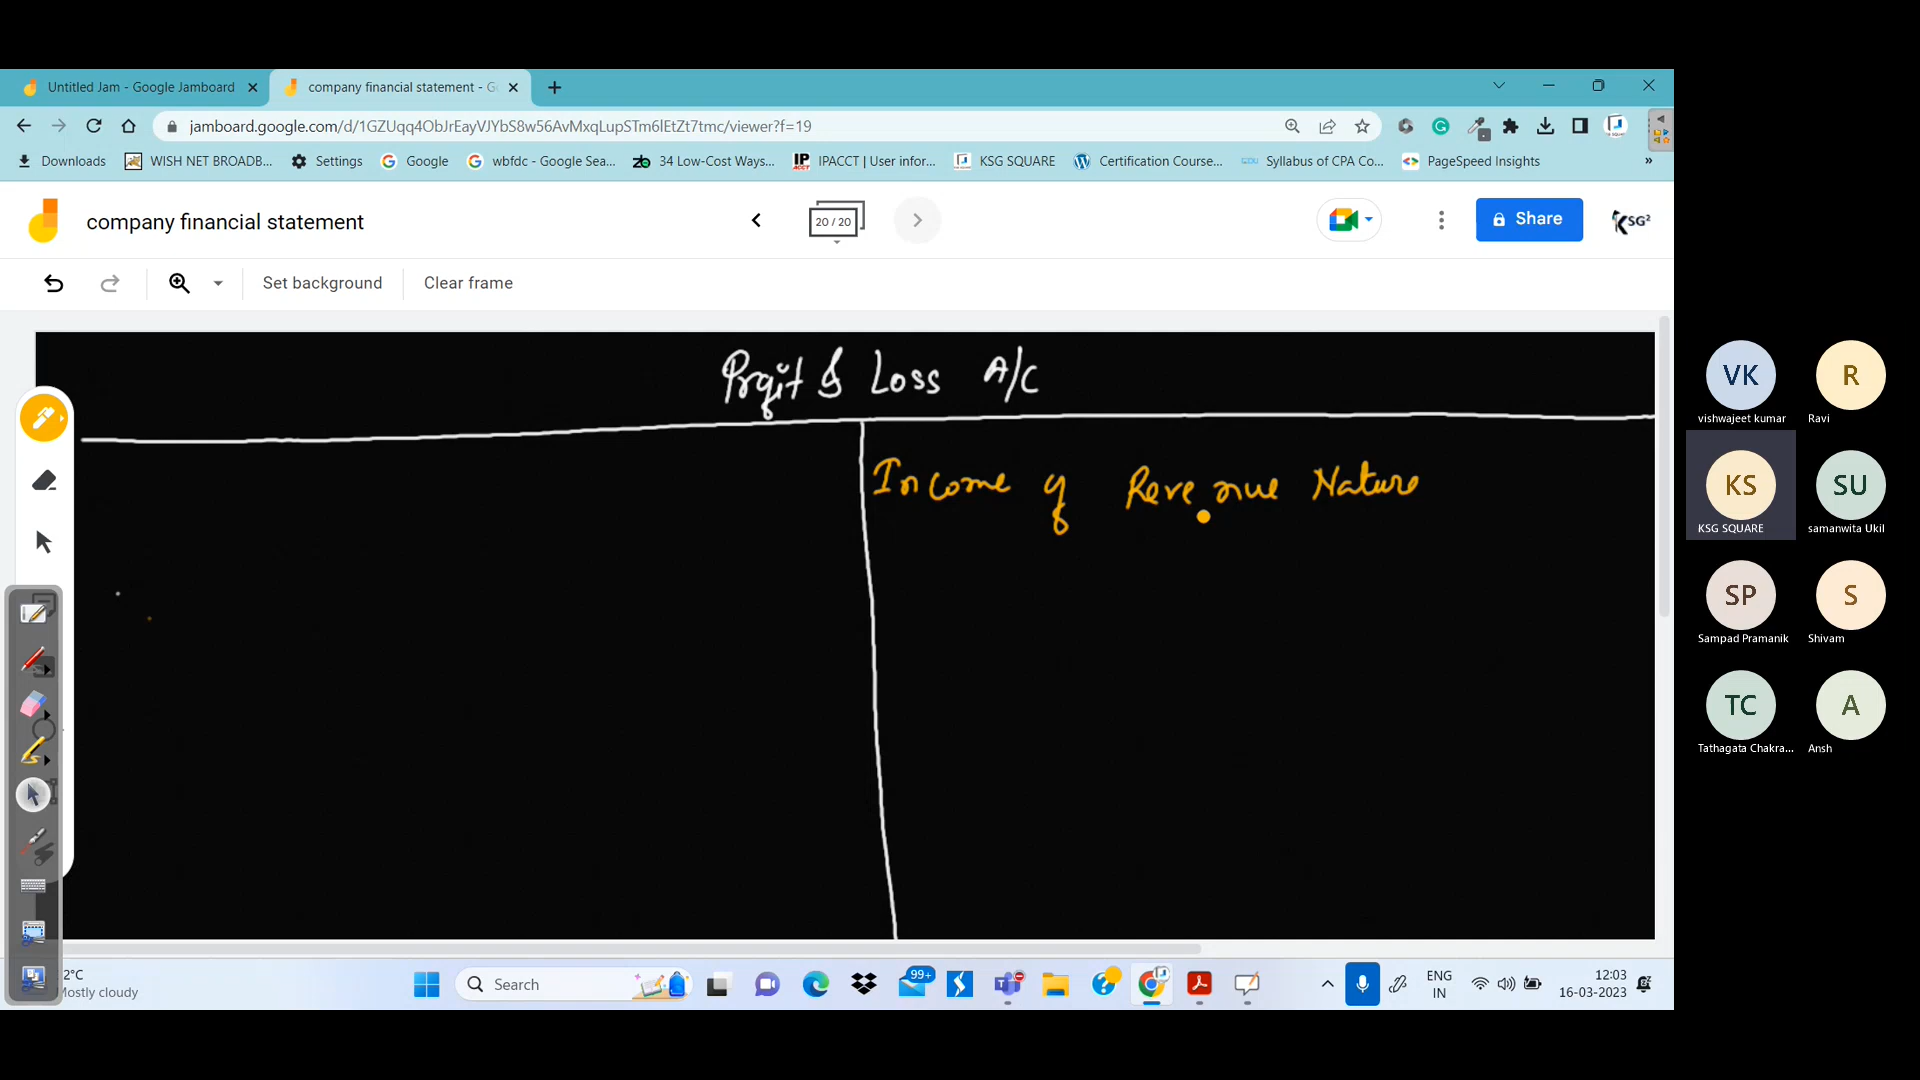 Untitled Jam - Google Jamboard
company financial statement - G
jamboard.google.com/d/1GZUqq4ObJrEayVJYbS8w56AvMxqLupSTm6lEtZt7tmc/viewer?f=19
Downloads WISH NET BROADB... Settings Google wbfdc - Google Sea... 34 Low-Cost Ways... IPACCT | User infor... KSG SQUARE Certification Course... Syllabus of CPA Co... PageSpeed Insights »
company financial statement
20 / 20
Share
KSG²
Set background
Clear frame
Profit & Loss A/C
Income of Revenue Nature
VK
vishwajeet kumar
R
Ravi
KS
KSG SQUARE
SU
samanwita Ukil
SP
Sampad Pramanik
S
Shivam
TC
Tathagata Chakra...
A
Ansh
2°C
Mostly cloudy
Search
99+
ENG
IN
12:03
16-03-2023